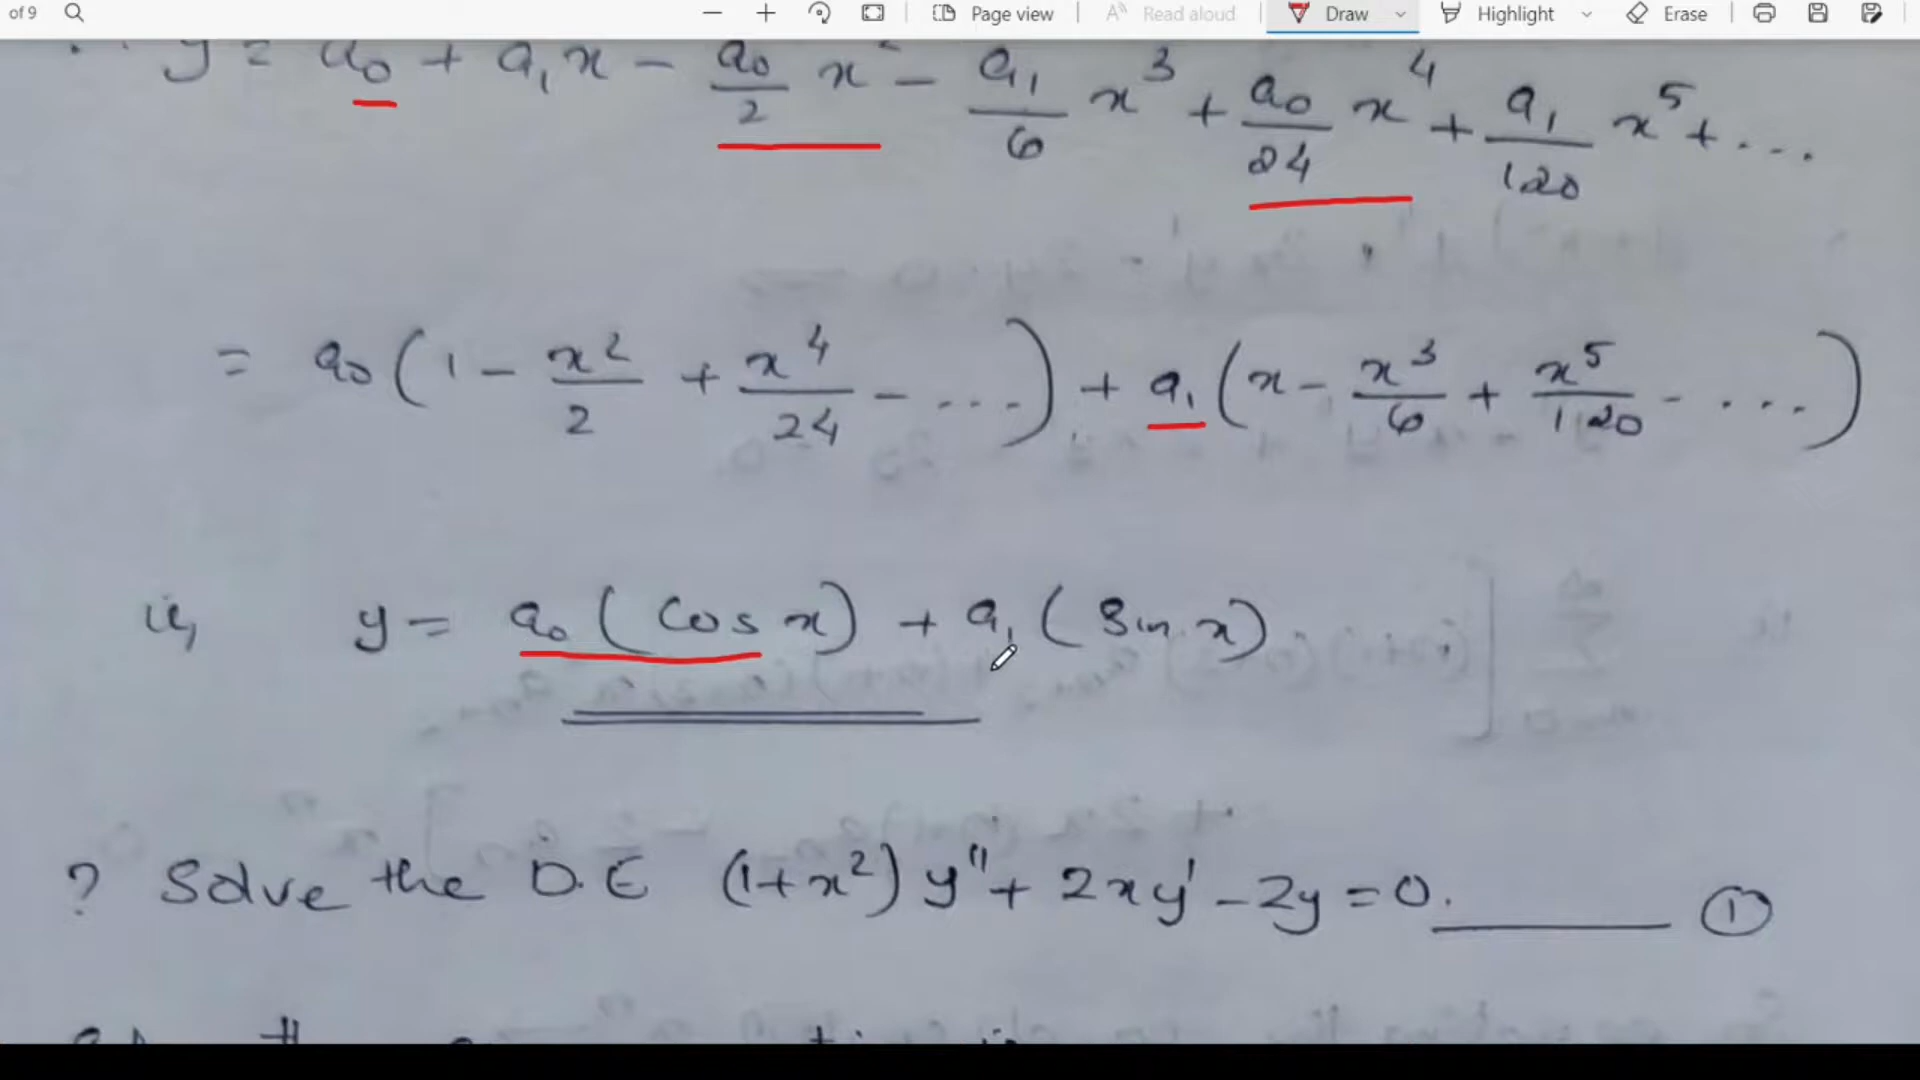 of 9 Page view Read aloud Draw Highlight Erase
y = a₀ + a₁x − a₀/2 x² − a₁/6 x³ + a₀/24 x⁴ + a₁/120 x⁵ + ...
= a₀(1 − x²/2 + x⁴/24 − ....) + a₁(x − x³/6 + x⁵/120 − ....)
ie, y = a₀(Cos x) + a₁(Sin x)
? Solve the D.E (1+x²)y'' + 2xy' − 2y = 0. ①